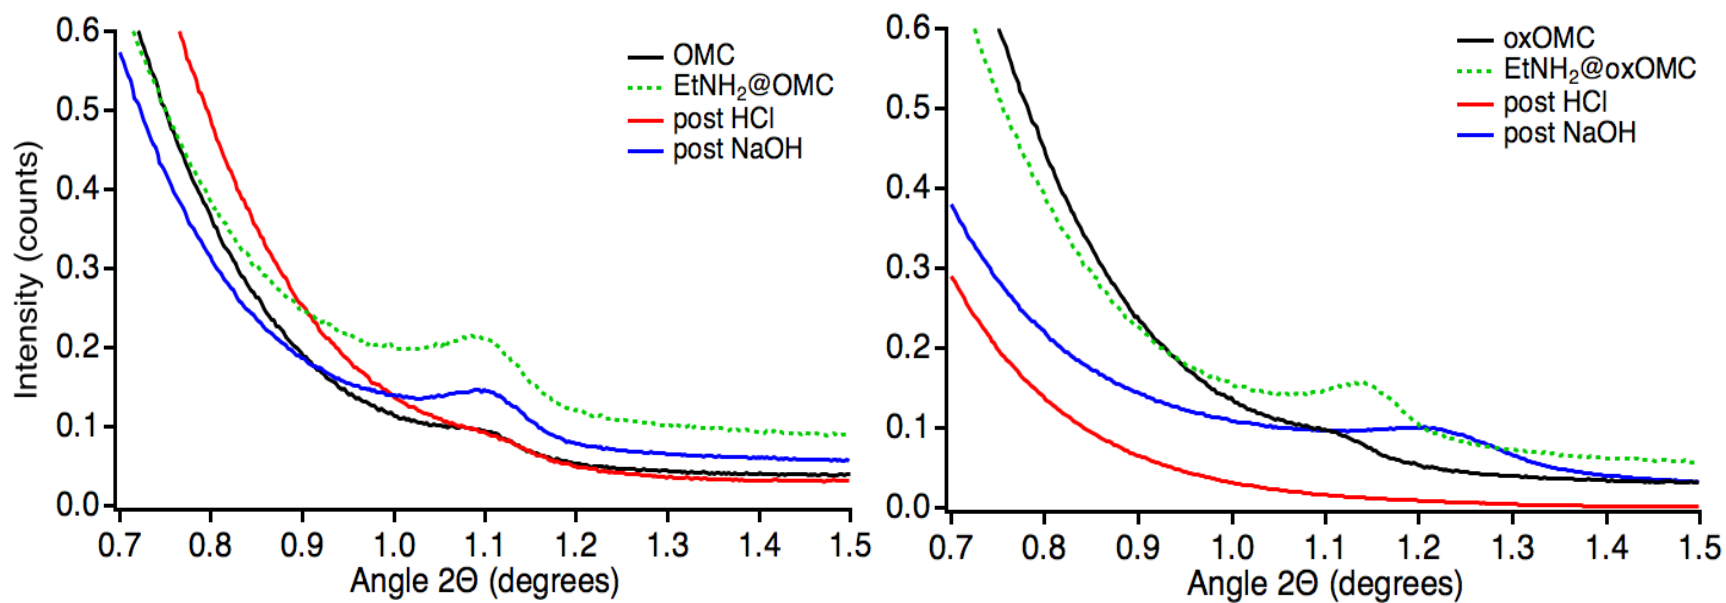 0.6
0.5
0.4
0.3
0.2
0.1
0.0
Intensity (counts)
0.7 0.8 0.9 1.0 1.1 1.2 1.3 1.4 1.5
Angle 2Θ (degrees)
OMC
EtNH₂@OMC
post HCl
post NaOH
0.6
0.5
0.4
0.3
0.2
0.1
0.0
0.7 0.8 0.9 1.0 1.1 1.2 1.3 1.4 1.5
Angle 2Θ (degrees)
oxOMC
EtNH₂@oxOMC
post HCl
post NaOH